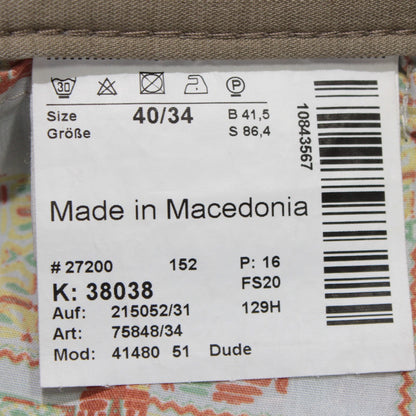 30 P
Size 40/34 B 41,5
Größe S 86,4
10843567
Made in Macedonia
# 27200 152 P: 16
K: 38038 FS20
Auf: 215052/31 129H
Art: 75848/34
Mod: 41480 51 Dude